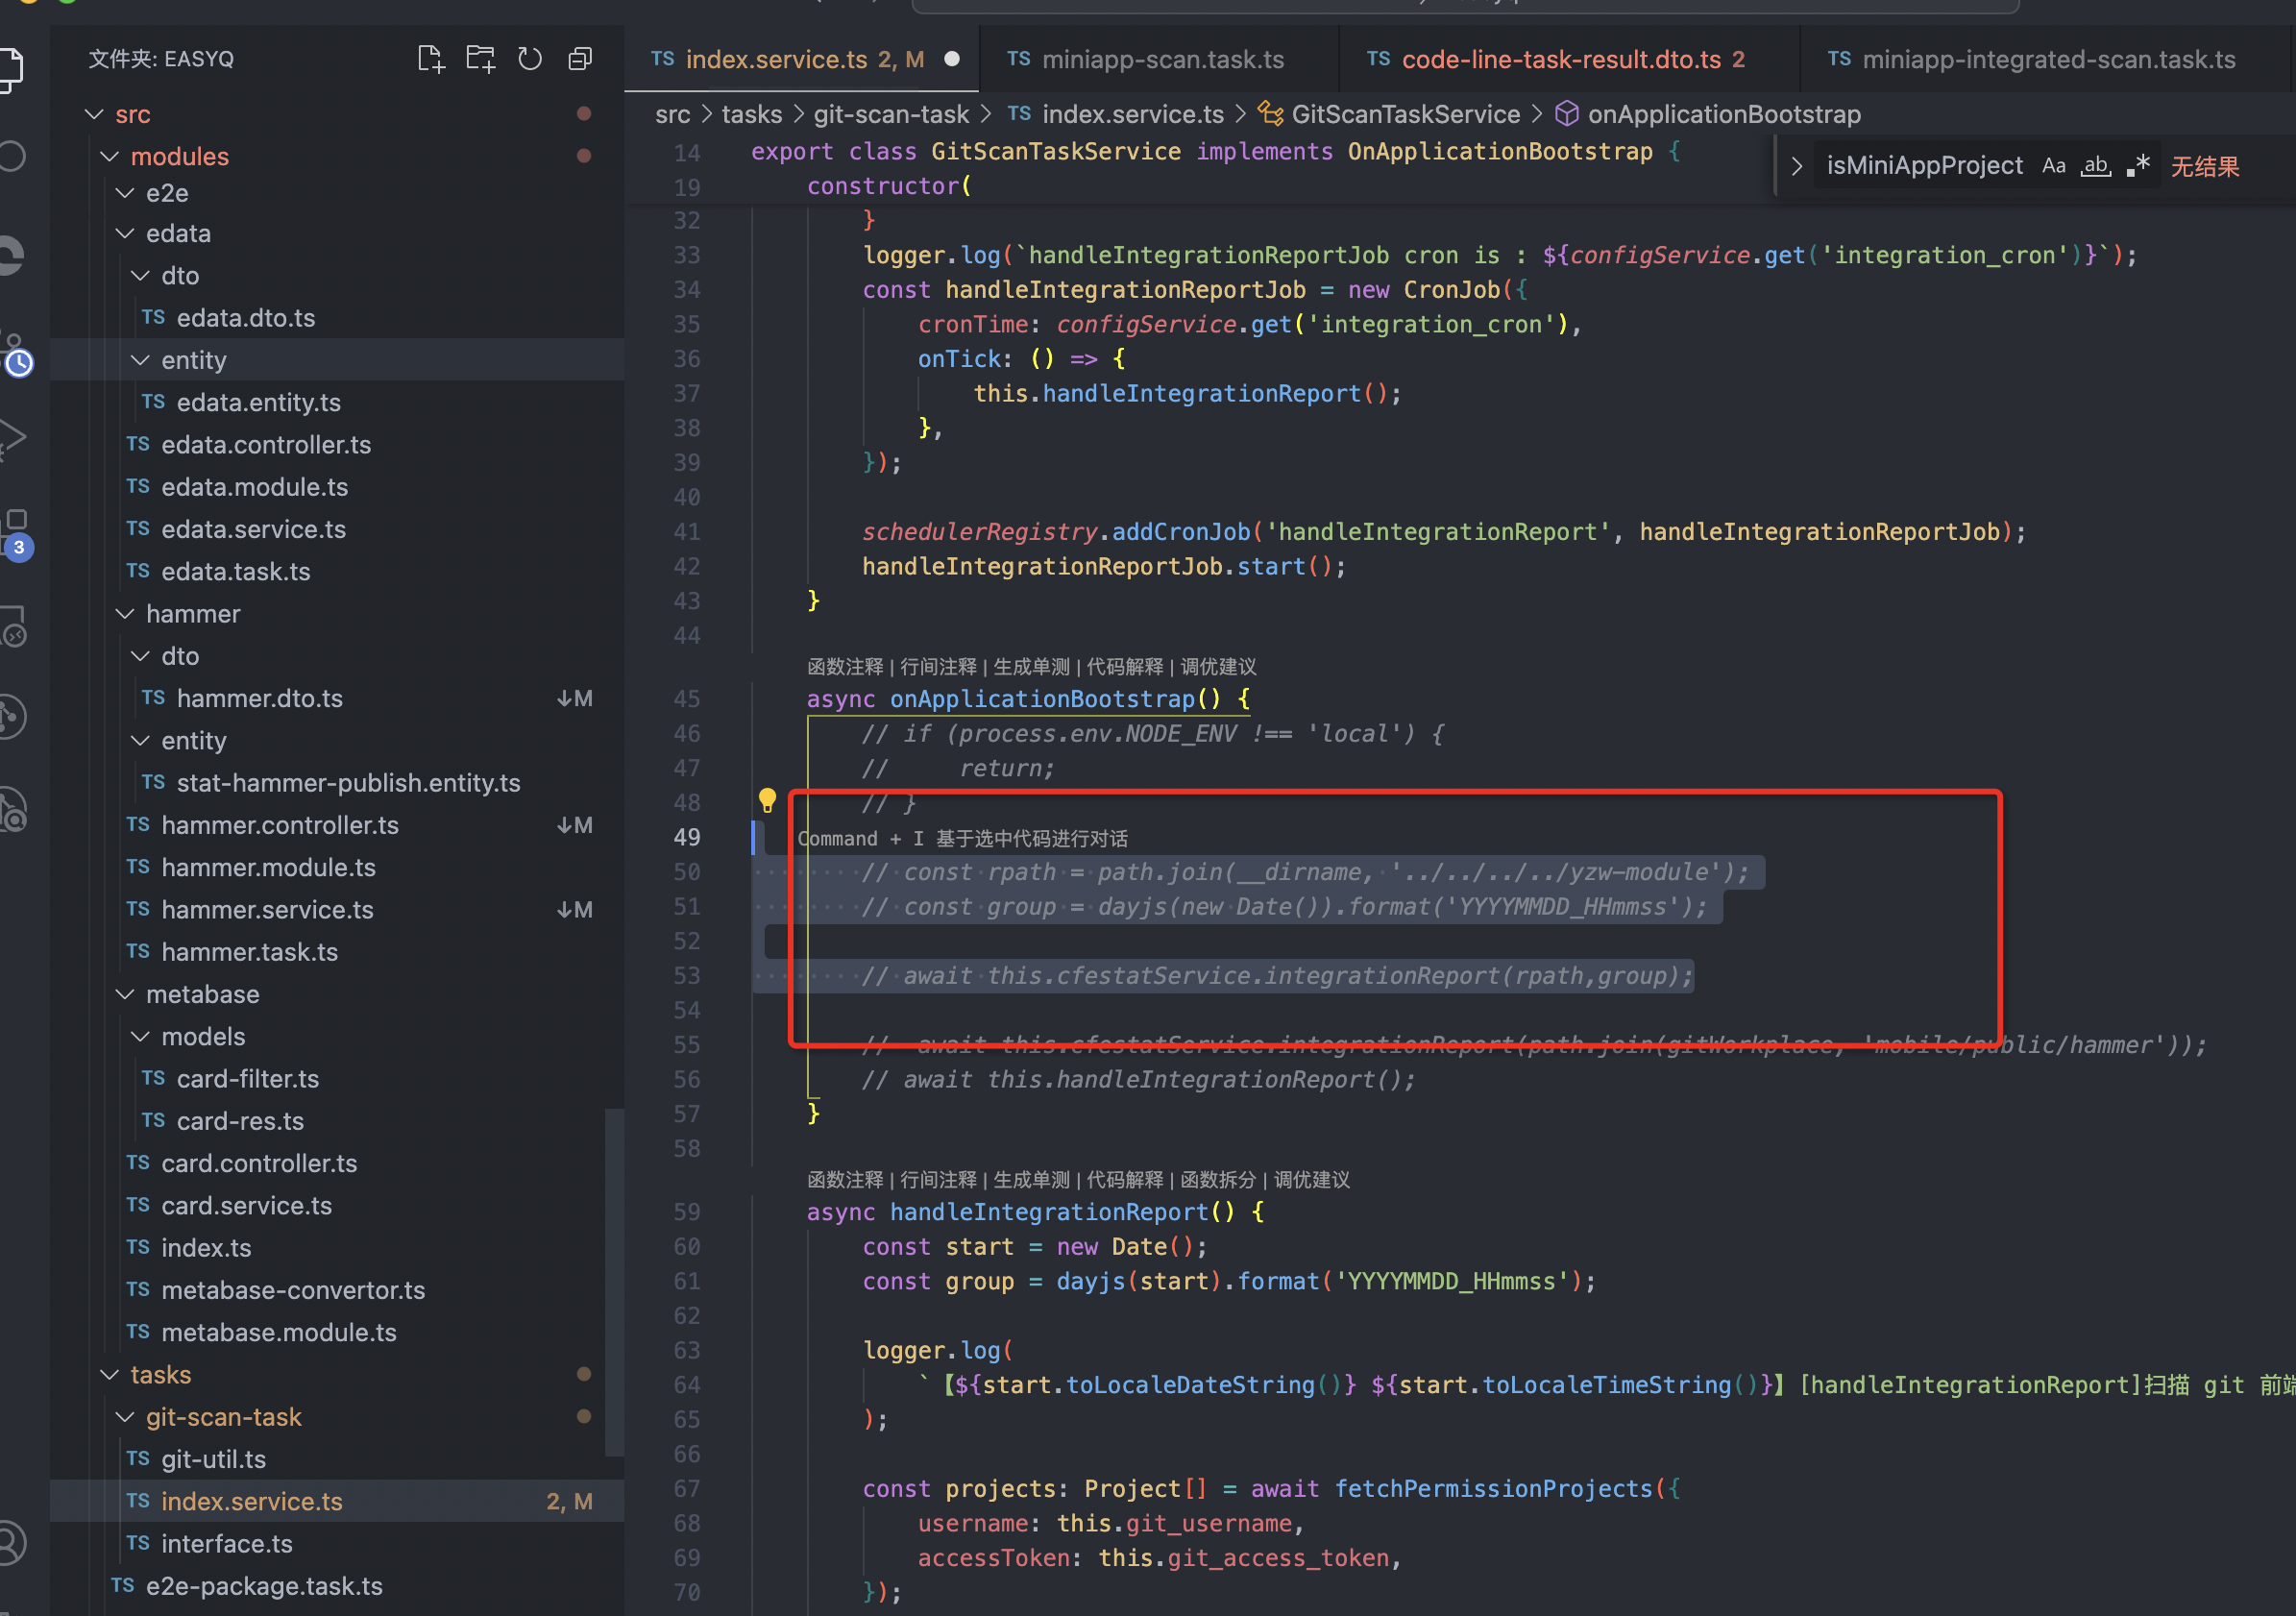 文件夹: EASYQ
src
modules
e2e
edata
dto
TS edata.dto.ts
entity
TS edata.entity.ts
TS edata.controller.ts
TS edata.module.ts
TS edata.service.ts
TS edata.task.ts
hammer
dto
TS hammer.dto.ts ↓M
entity
TS stat-hammer-publish.entity.ts
TS hammer.controller.ts ↓M
TS hammer.module.ts
TS hammer.service.ts ↓M
TS hammer.task.ts
metabase
models
TS card-filter.ts
TS card-res.ts
TS card.controller.ts
TS card.service.ts
TS index.ts
TS metabase-convertor.ts
TS metabase.module.ts
tasks
git-scan-task
TS git-util.ts
TS index.service.ts 2, M
TS interface.ts
TS e2e-package.task.ts
3
TS index.service.ts 2, M
TS miniapp-scan.task.ts
TS code-line-task-result.dto.ts 2
TS miniapp-integrated-scan.task.ts
src > tasks > git-scan-task > TS index.service.ts > GitScanTaskService > onApplicationBootstrap
isMiniAppProject Aa ab .* 无结果
14 export class GitScanTaskService implements OnApplicationBootstrap {
19 constructor(
32 }
33 logger.log(`handleIntegrationReportJob cron is : ${configService.get('integration_cron')}`);
34 const handleIntegrationReportJob = new CronJob({
35 cronTime: configService.get('integration_cron'),
36 onTick: () => {
37 this.handleIntegrationReport();
38 },
39 });
40
41 schedulerRegistry.addCronJob('handleIntegrationReport', handleIntegrationReportJob);
42 handleIntegrationReportJob.start();
43 }
44
函数注释 | 行间注释 | 生成单测 | 代码解释 | 调优建议
45 async onApplicationBootstrap() {
46 // if (process.env.NODE_ENV !== 'local') {
47 // return;
48 // }
49 Command + I 基于选中代码进行对话
50 // const rpath = path.join(__dirname, '../../../../yzw-module');
51 // const group = dayjs(new Date()).format('YYYYMMDD_HHmmss');
52
53 // await this.cfestatService.integrationReport(rpath,group);
54
55 // await this.cfestatService.integrationReport(path.join(gitWorkplace, 'mobile/public/hammer'));
56 // await this.handleIntegrationReport();
57 }
58
函数注释 | 行间注释 | 生成单测 | 代码解释 | 函数拆分 | 调优建议
59 async handleIntegrationReport() {
60 const start = new Date();
61 const group = dayjs(start).format('YYYYMMDD_HHmmss');
62
63 logger.log(
64 `【${start.toLocaleDateString()} ${start.toLocaleTimeString()}】[handleIntegrationReport]扫描 git 前端
65 );
66
67 const projects: Project[] = await fetchPermissionProjects({
68 username: this.git_username,
69 accessToken: this.git_access_token,
70 });